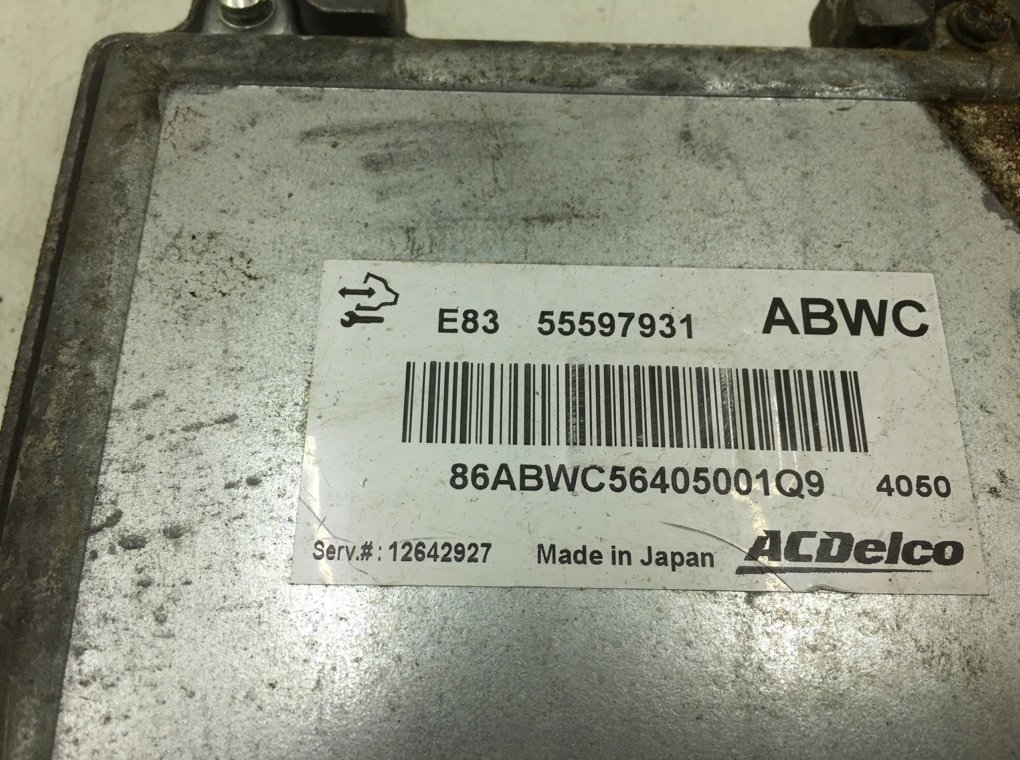 E83 55597931 ABWC
86ABWC56405001Q9 4050
Serv.#: 12642927 Made in Japan ACDelco